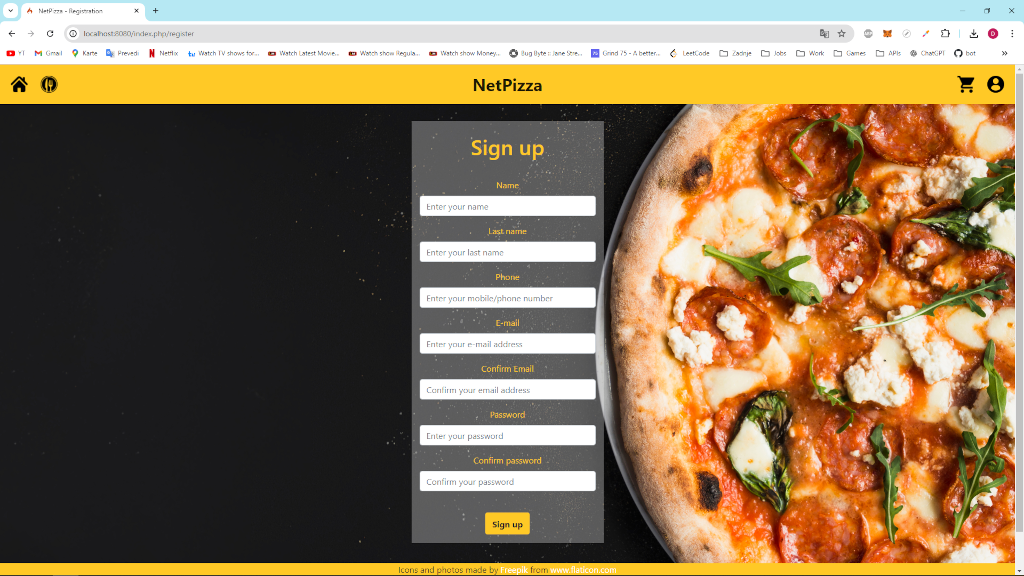 NetPizza - Registration
localhost:8080/index.php/register
YT
Gmail
Karte
Prevedi
Netflix
Watch TV shows for...
Watch Latest Movie...
Watch show Regula...
Watch show Money...
Bug Byte :: Jane Stre...
Grind 75 - A better...
LeetCode
Zadnje
Jobs
Work
Games
APIs
ChatGPT
bot
NetPizza
Sign up
Name
Enter your name
Last name
Enter your last name
Phone
Enter your mobile/phone number
E-mail
Enter your e-mail address
Confirm Email
Confirm your email address
Password
Enter your password
Confirm password
Confirm your password
Sign up
Icons and photos made by Freepik from www.flaticon.com